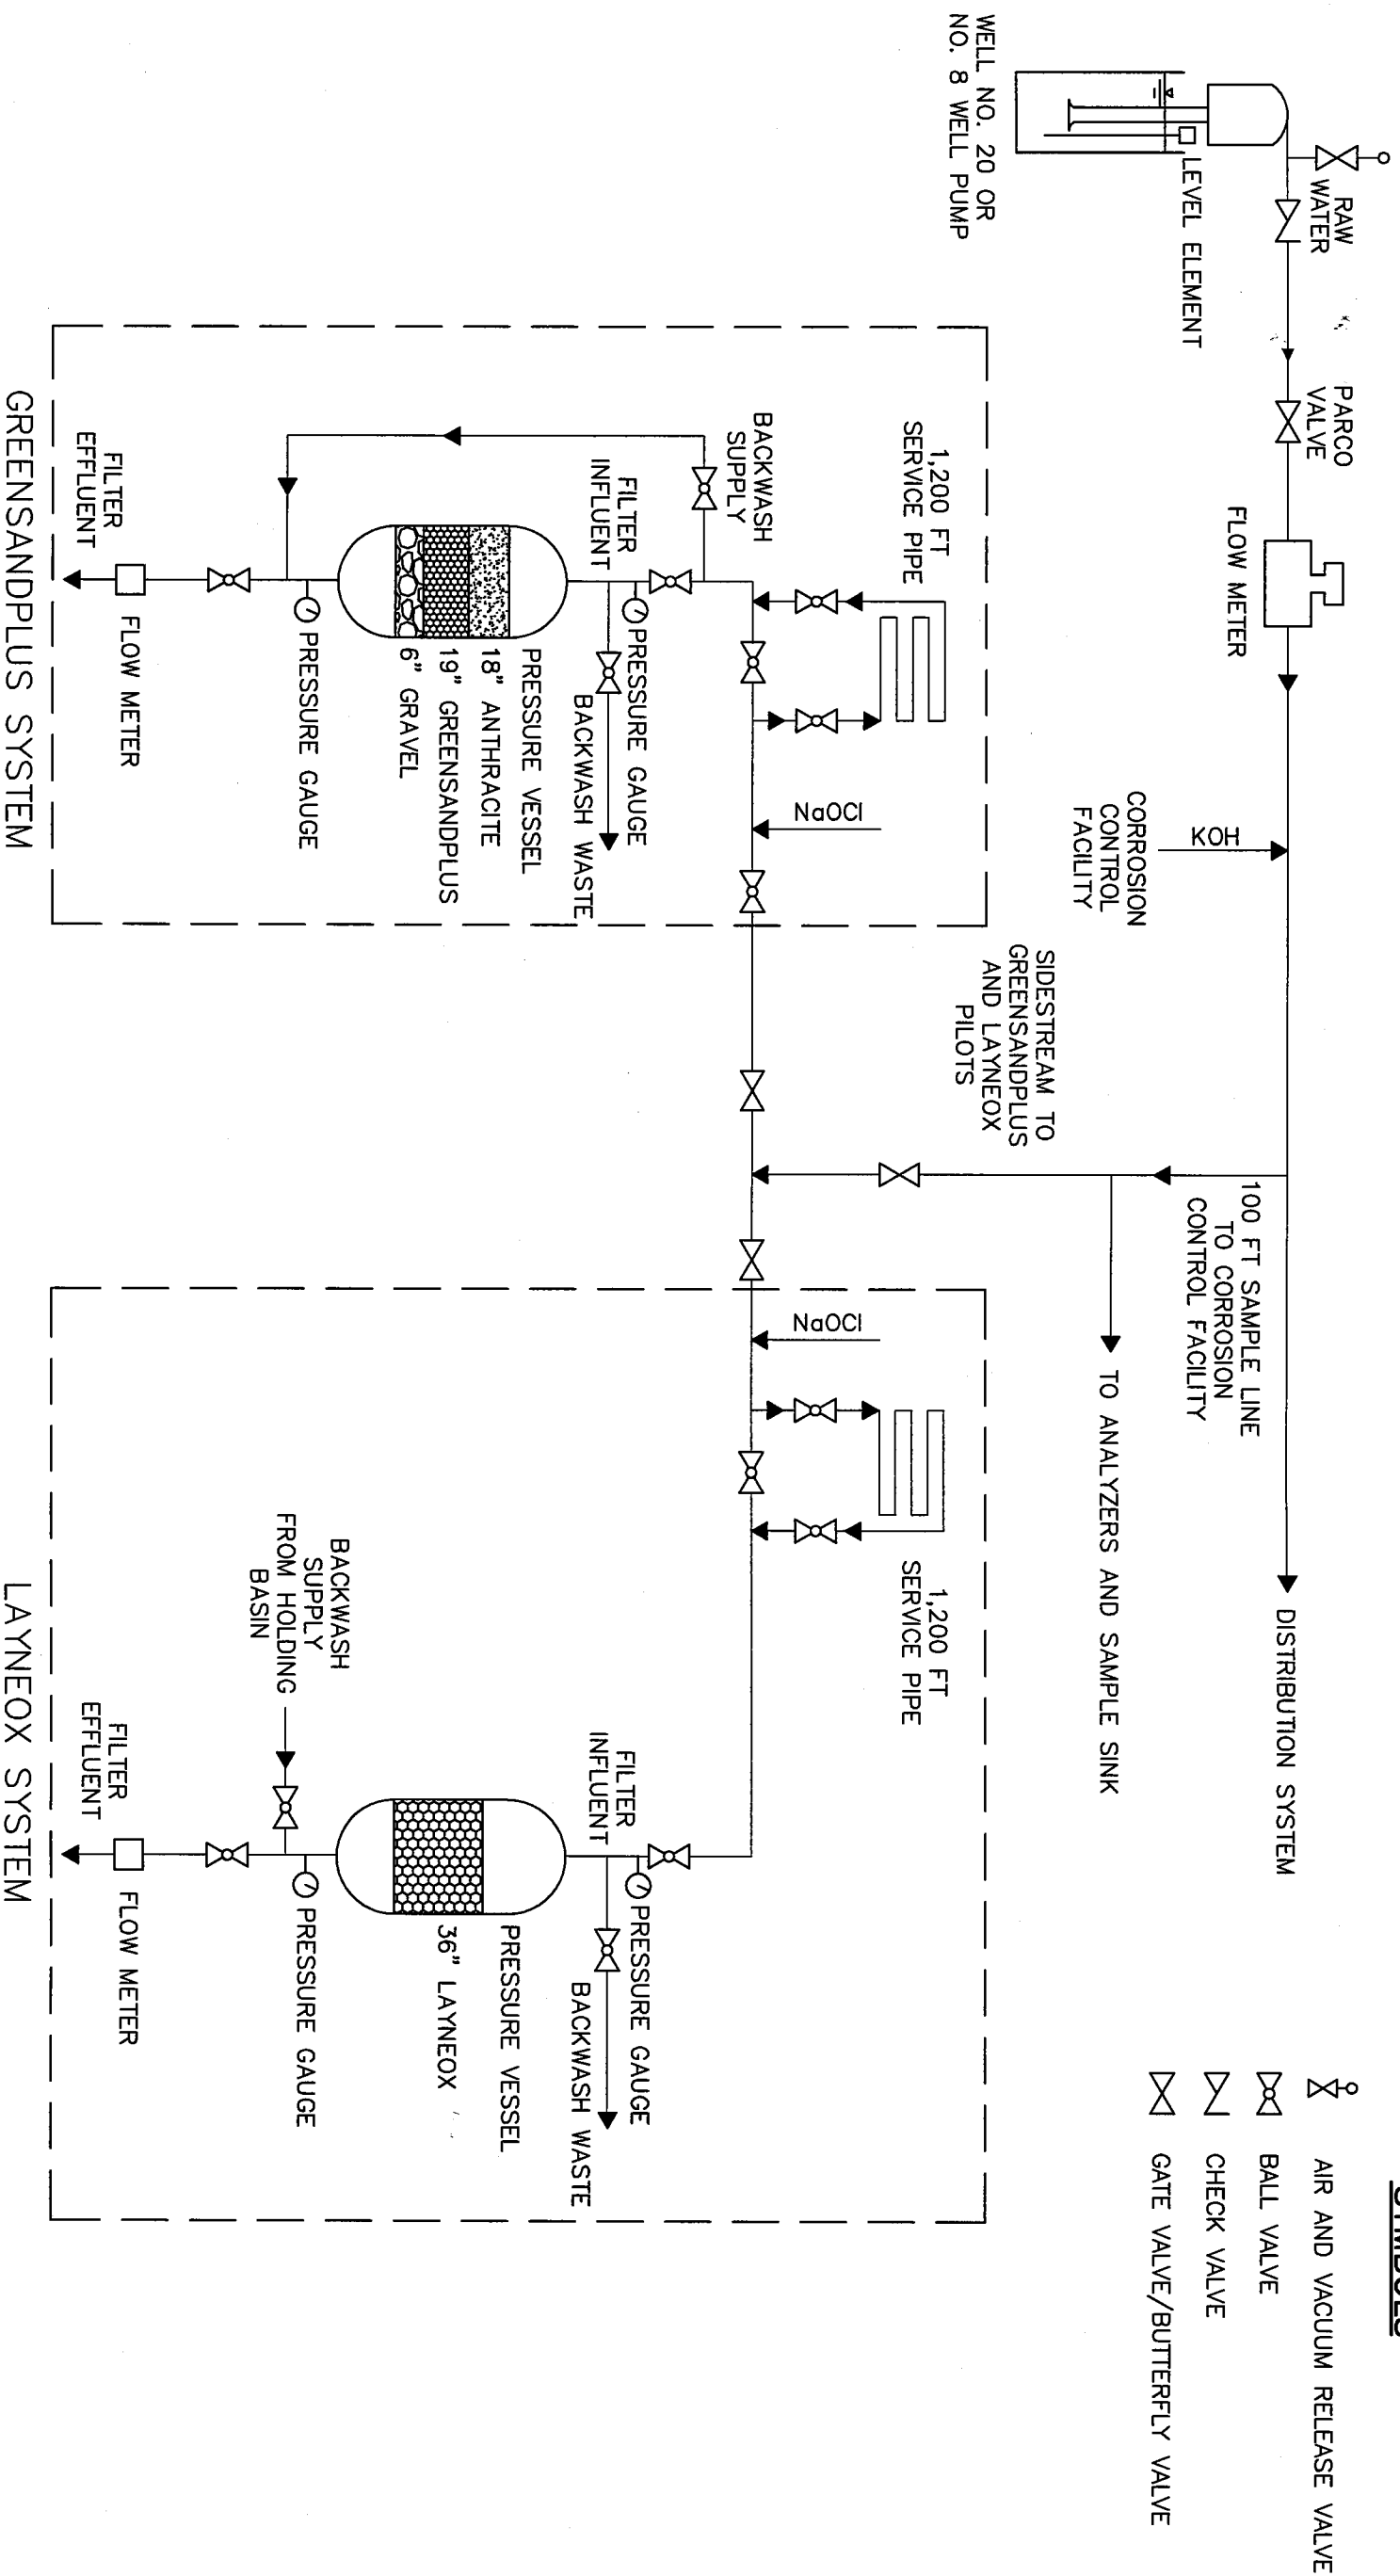 SYMBOLS
AIR AND VACUUM RELEASE VALVE
BALL VALVE
CHECK VALVE
GATE VALVE/BUTTERFLY VALVE
RAW
WATER
PARCO
VALVE
FLOW METER
LEVEL ELEMENT
WELL NO. 20 OR
NO. 8 WELL PUMP
KOH
CORROSION
CONTROL
FACILITY
100 FT SAMPLE LINE
TO CORROSION
CONTROL FACILITY
DISTRIBUTION SYSTEM
TO ANALYZERS AND SAMPLE SINK
SIDESTREAM TO
GREENSANDPLUS
AND LAYNEOX
PILOTS
1,200 FT
SERVICE PIPE
NaOCl
BACKWASH
SUPPLY
FILTER
INFLUENT
PRESSURE GAUGE
BACKWASH WASTE
PRESSURE VESSEL
18" ANTHRACITE
19" GREENSANDPLUS
6" GRAVEL
PRESSURE GAUGE
FLOW METER
FILTER
EFFLUENT
GREENSANDPLUS SYSTEM
NaOCl
1,200 FT
SERVICE PIPE
FILTER
INFLUENT
PRESSURE GAUGE
BACKWASH WASTE
PRESSURE VESSEL
36" LAYNEOX
BACKWASH
SUPPLY
FROM HOLDING
BASIN
PRESSURE GAUGE
FLOW METER
FILTER
EFFLUENT
LAYNEOX SYSTEM